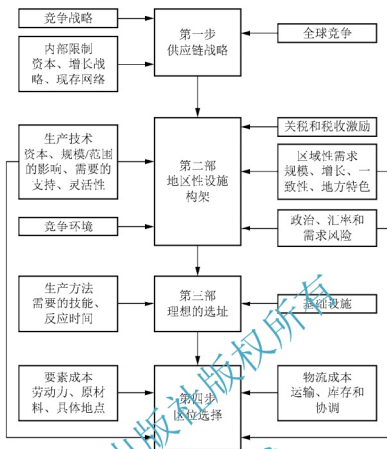 竞争战略
内部限制
资本、增长战
略、现存网络
第一步
供应链战略
全球竞争
生产技术
资本、规模/范围
的影响、需要的
支持、灵活性
竞争环境
第二部
地区性设施
构架
关税和税收激励
区域性需求
规模、增长、一
致性、地方特色
政治、汇率和
需求风险
生产方法
需要的技能、
反应时间
第三部
理想的选址
基础设施
要素成本
劳动力、原材
料、具体地点
第四步
区位选择
物流成本
运输、库存和
协调
出版社版权所有